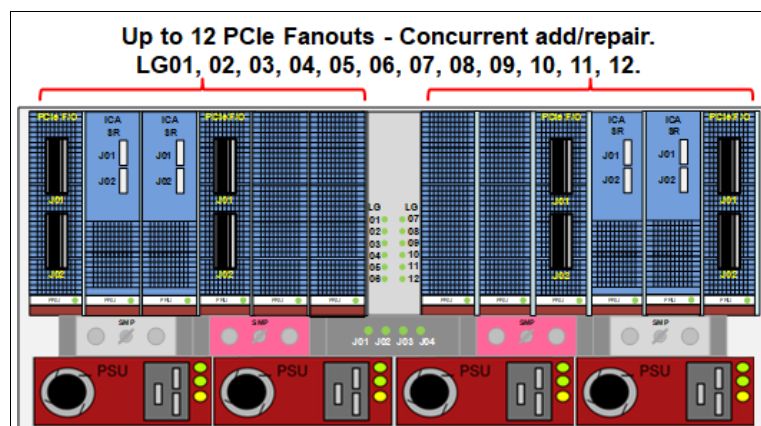 Up to 12 PCIe Fanouts - Concurrent add/repair.
LG01, 02, 03, 04, 05, 06, 07, 08, 09, 10, 11, 12.
PCIe F/O ICA SR ICA SR PCIe F/O PCIe F/O ICA SR ICA SR PCIe F/O
J01 J01 J01 J01
J02 J02 J02 J02
J01 J01 J01 J01
LG LG
01 07
02 08
03 09
04 10
05 11
06 12
J02 J02 J02 J02
SMP SMP SMP SMP
J01 J02 J03 J04
PSU PSU PSU PSU